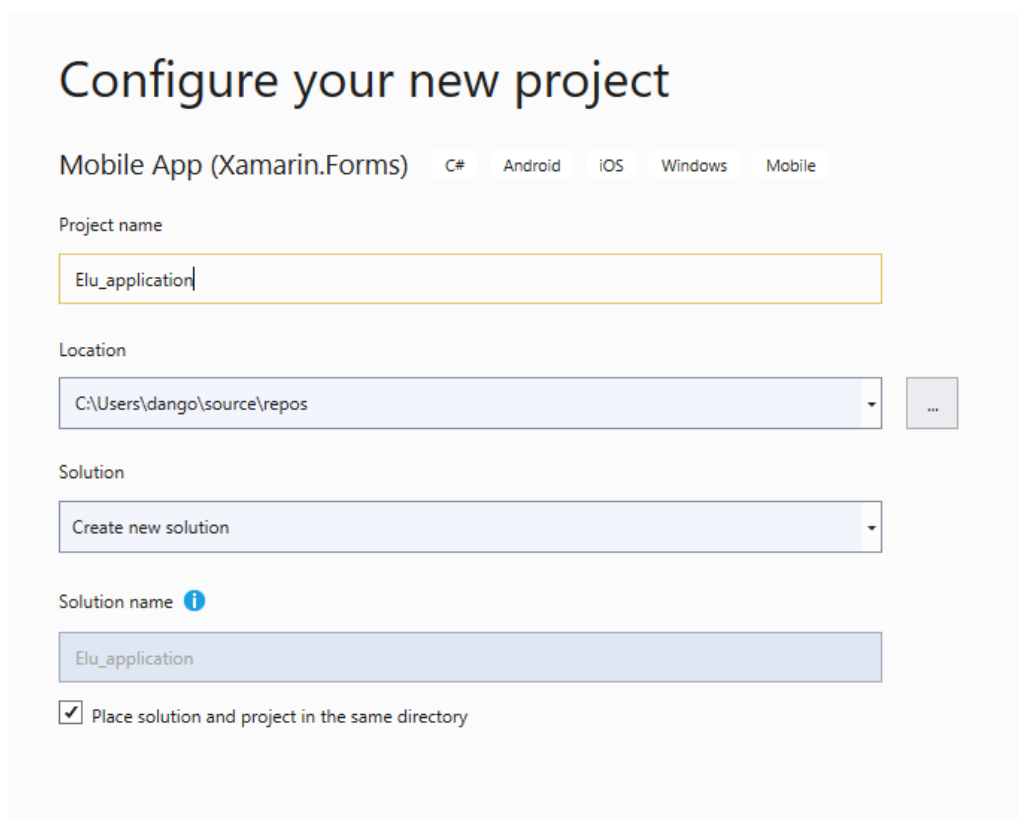 Configure your new project
Mobile App (Xamarin.Forms) C# Android iOS Windows Mobile
Project name
Elu_application
Location
C:\Users\dango\source\repos
...
Solution
Create new solution
Solution name i
Elu_application
Place solution and project in the same directory